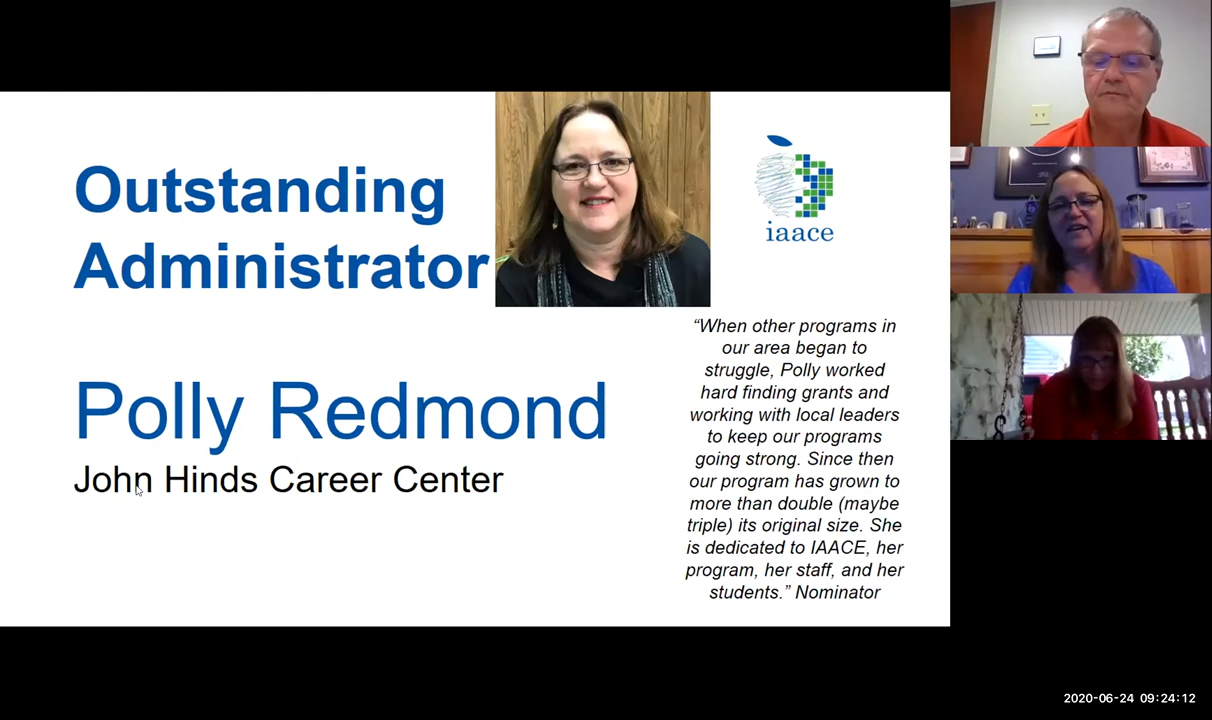 Outstanding
Administrator
iaace
Polly Redmond
John Hinds Career Center
“When other programs in
our area began to
struggle, Polly worked
hard finding grants and
working with local leaders
to keep our programs
going strong. Since then
our program has grown to
more than double (maybe
triple) its original size. She
is dedicated to IAACE, her
program, her staff, and her
students.” Nominator
2020-06-24 09:24:12